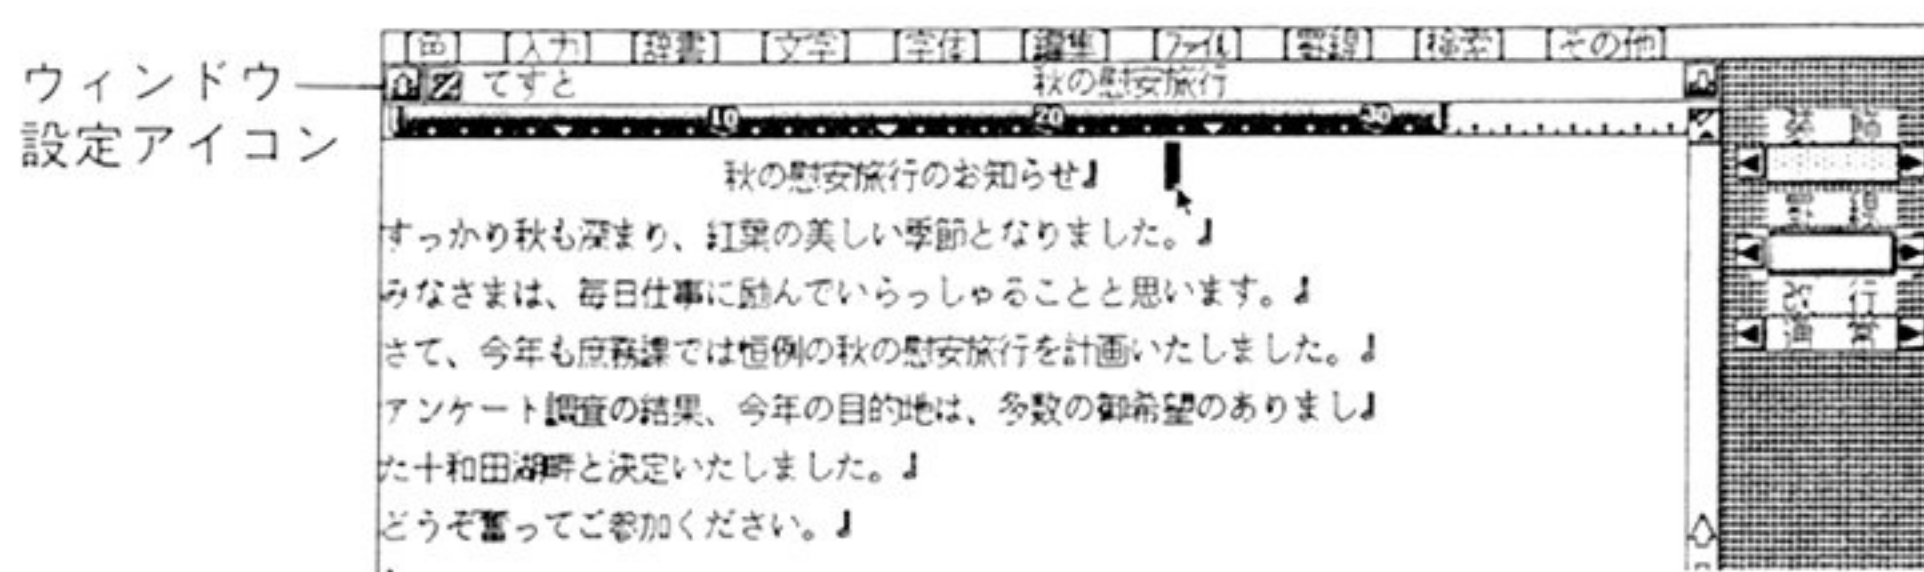 ウィンドウ
設定アイコン
[色] [入力] [辞書] [文字] [字体] [編集] [ファイル] [罫線] [検索] [その他]
てすと 秋の慰安旅行
10 20 30
秋の慰安旅行のお知らせ
すっかり秋も深まり、紅葉の美しい季節となりました。
みなさまは、毎日仕事に励んでいらっしゃることと思います。
さて、今年も庶務課では恒例の秋の慰安旅行を計画いたしました。
アンケート調査の結果、今年の目的地は、多数の御希望のありまし
た十和田湖畔と決定いたしました。
どうぞ奮ってご参加ください。
罫 線
改 行
通 常